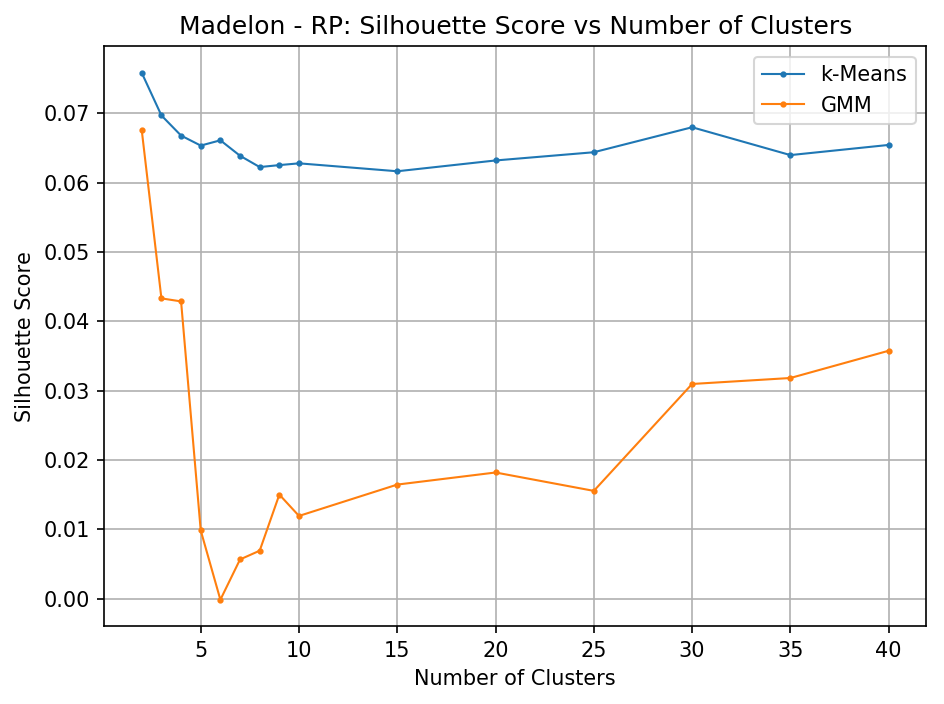 Madelon - RP: Silhouette Score vs Number of Clusters
k-Means
GMM
Silhouette Score
0.07
0.06
0.05
0.04
0.03
0.02
0.01
0.00
5 10 15 20 25 30 35 40
Number of Clusters